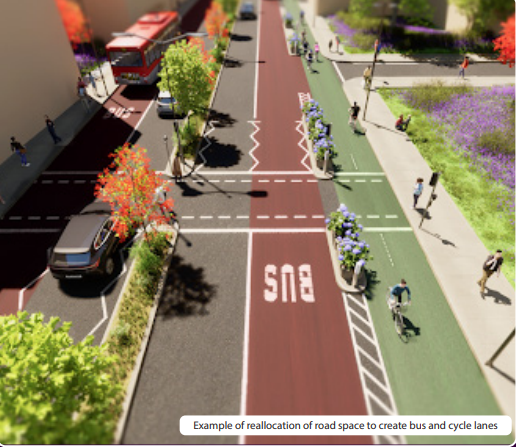 BUS
BUS
Example of reallocation of road space to create bus and cycle lanes